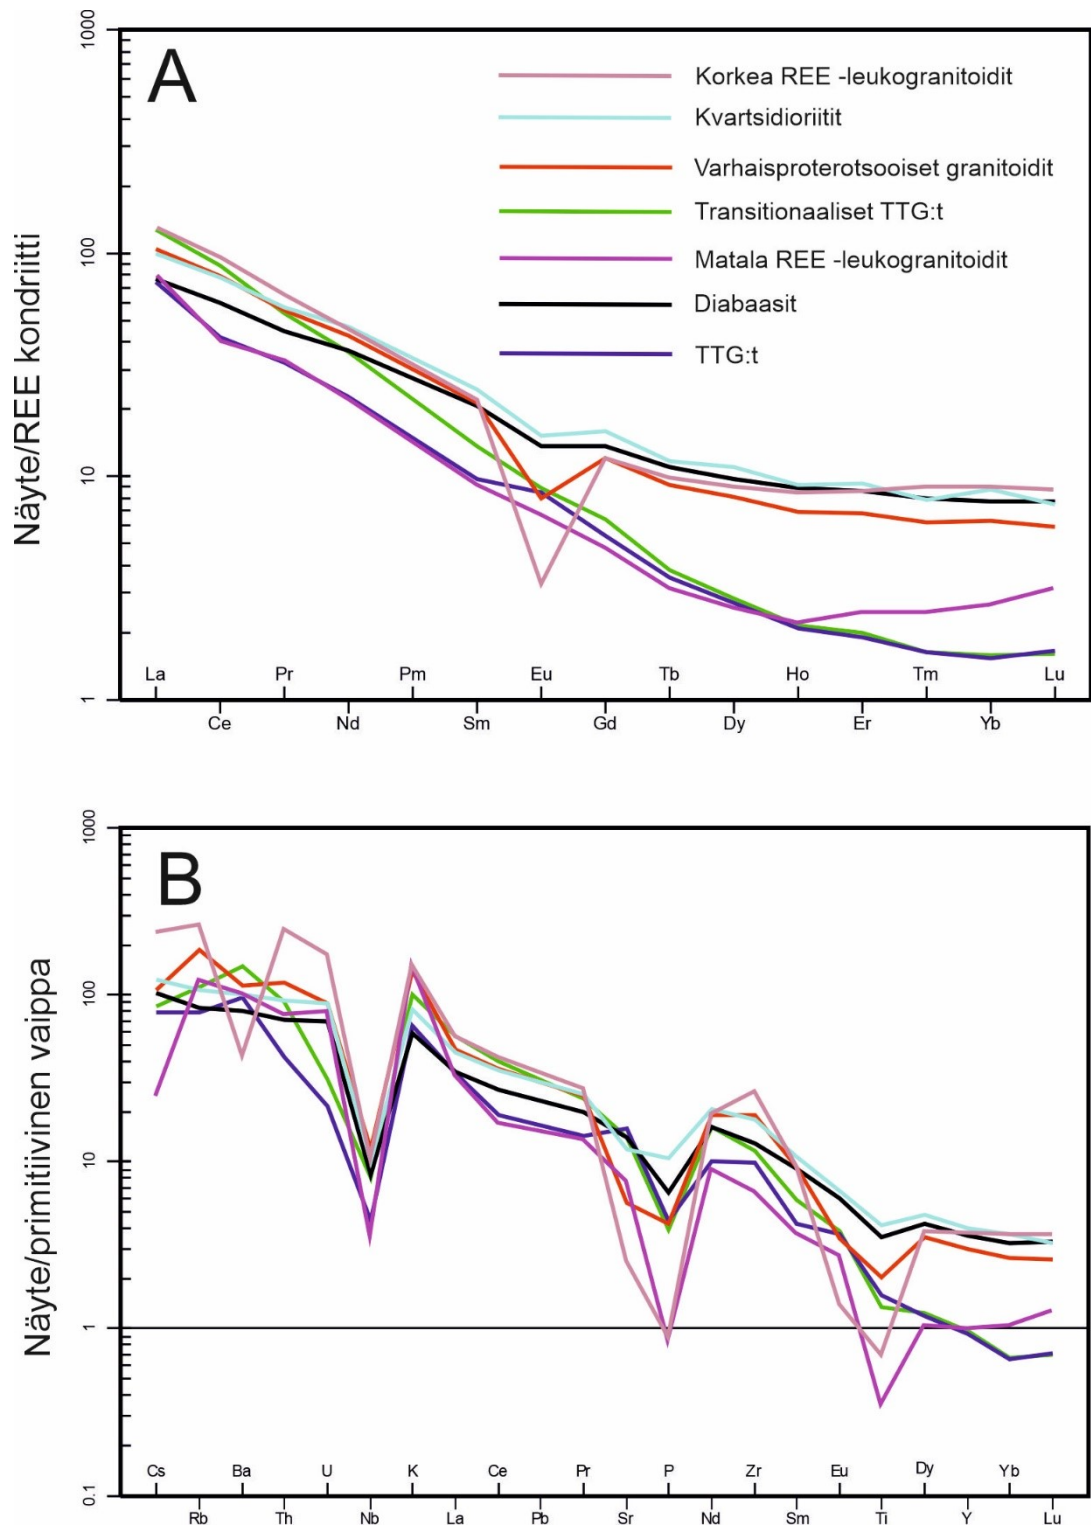 A
1000
100
10
1
Näyte/REE kondriitti
Korkea REE -leukogranitoidit
Kvartsidioriitit
Varhaisproterotsooiset granitoidit
Transitionaaliset TTG:t
Matala REE -leukogranitoidit
Diabaasit
TTG:t
La Pr Pm Eu Tb Ho Tm Lu
Ce Nd Sm Gd Dy Er Yb
B
1000
100
10
1
0.1
Näyte/primitiivinen vaippa
Cs Ba U K Ce Pr P Zr Eu Dy Yb
Rb Th Nb La Pb Sr Nd Sm Ti Y Lu